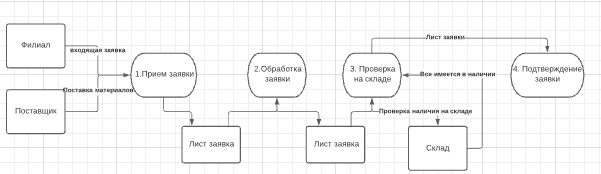 Филиал
входящая заявка
Поставка материалов
Поставщик
1.Прием заявки
Лист заявка
2.Обработка
заявки
Лист заявка
3. Проверка
на складе
Лист заявки
Все имеется в наличии
Проверка наличия на складе
Склад
4. Подтверждение
заявки